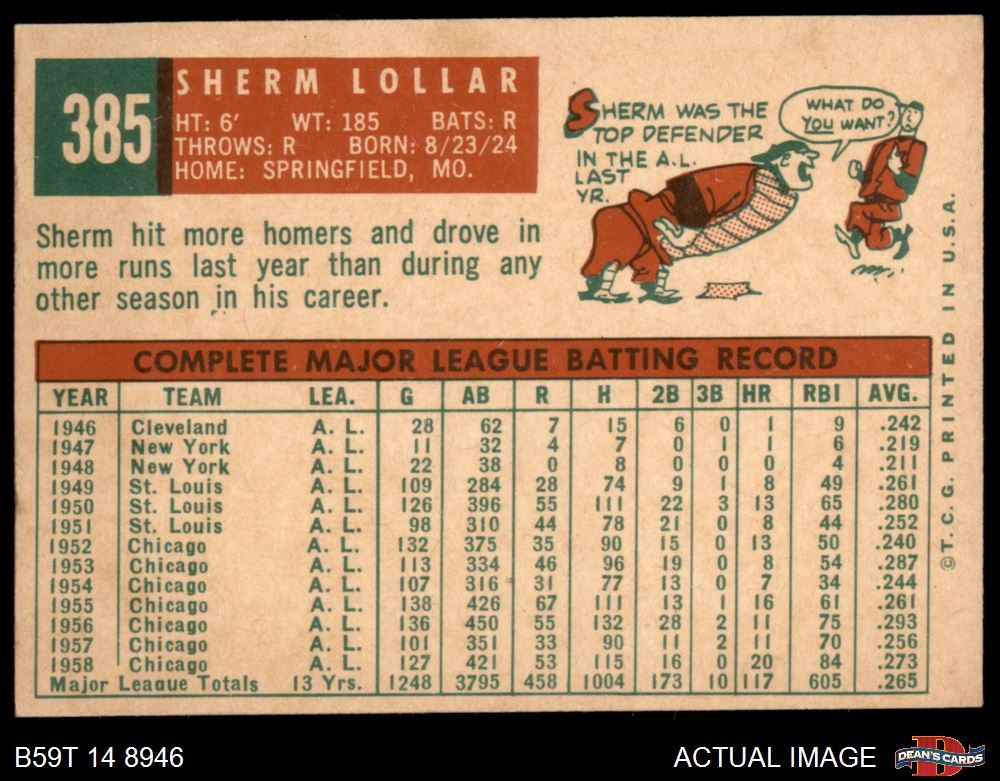 385
SHERM LOLLAR
HT: 6' WT: 185 BATS: R
THROWS: R BORN: 8/23/24
HOME: SPRINGFIELD, MO.
Sherm hit more homers and drove in
more runs last year than during any
other season in his career.
SHERM WAS THE
TOP DEFENDER
IN THE A.L.
LAST
YR.
WHAT DO
YOU WANT?
COMPLETE MAJOR LEAGUE BATTING RECORD
YEAR TEAM LEA. G AB R H 2B 3B HR RBI AVG.
1946 Cleveland A. L. 28 62 7 15 6 0 1 9 .242
1947 New York A. L. 11 32 4 7 0 1 1 6 .219
1948 New York A. L. 22 38 0 8 0 0 0 4 .211
1949 St. Louis A. L. 109 284 28 74 9 1 8 49 .261
1950 St. Louis A. L. 126 396 55 111 22 3 13 65 .280
1951 St. Louis A. L. 98 310 44 78 21 0 8 44 .252
1952 Chicago A. L. 132 375 35 90 15 0 13 50 .240
1953 Chicago A. L. 113 334 46 96 19 0 8 54 .287
1954 Chicago A. L. 107 316 31 77 13 0 7 34 .244
1955 Chicago A. L. 138 426 67 111 13 1 16 61 .261
1956 Chicago A. L. 136 450 55 132 28 2 11 75 .293
1957 Chicago A. L. 101 351 33 90 11 2 11 70 .256
1958 Chicago A. L. 127 421 53 115 16 0 20 84 .273
Major League Totals 13 Yrs. 1248 3795 458 1004 173 10 117 605 .265
©T. C. G. PRINTED IN U.S.A.
B59T 14 8946
ACTUAL IMAGE
D
DEAN'S CARDS